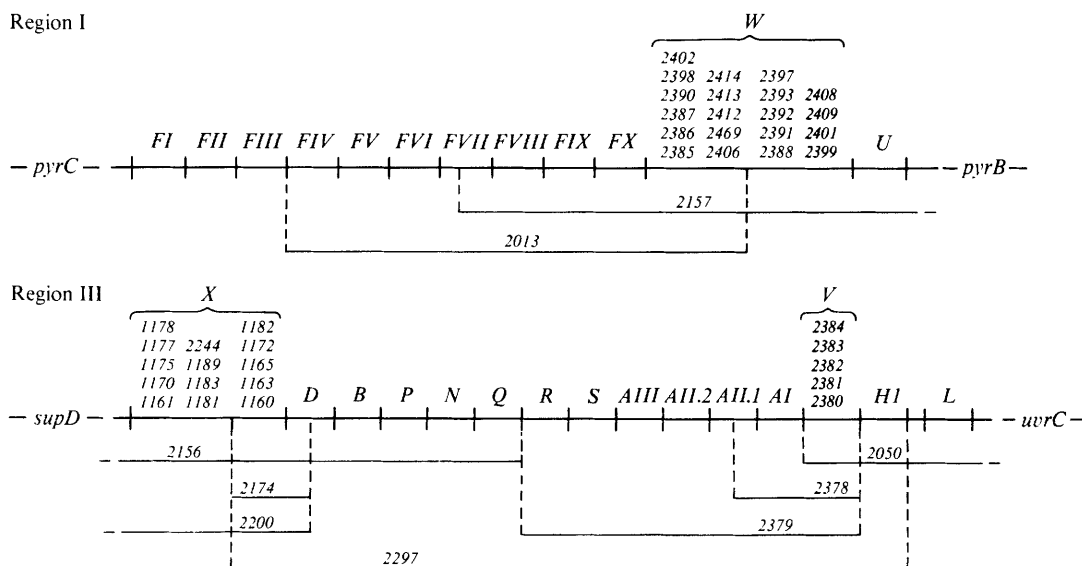 Region I
W
2402
2398 2414 2397
2390 2413 2393 2408
2387 2412 2392 2409
2386 2469 2391 2401
2385 2406 2388 2399
FI FII FIII FIV FV FVI FVII FVIII FIX FX U
pyrC pyrB
2157
2013
Region III
X V
1178 1182 2384
1177 2244 1172 2383
1175 1189 1165 2382
1170 1183 1163 2381
1161 1181 1160 2380
D B P N Q R S AIII AII.2 AII.1 AI H1 L
supD uvrC
2156 2050
2174 2378
2200 2379
2297